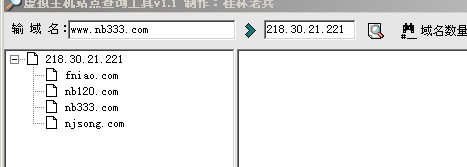 虚拟主机站点查询工具v1.1 制作：桂林老兵
输 域 名: www.nb333.com 218.30.21.221 域名数量
218.30.21.221
fniao.com
nb120.com
nb333.com
njsong.com